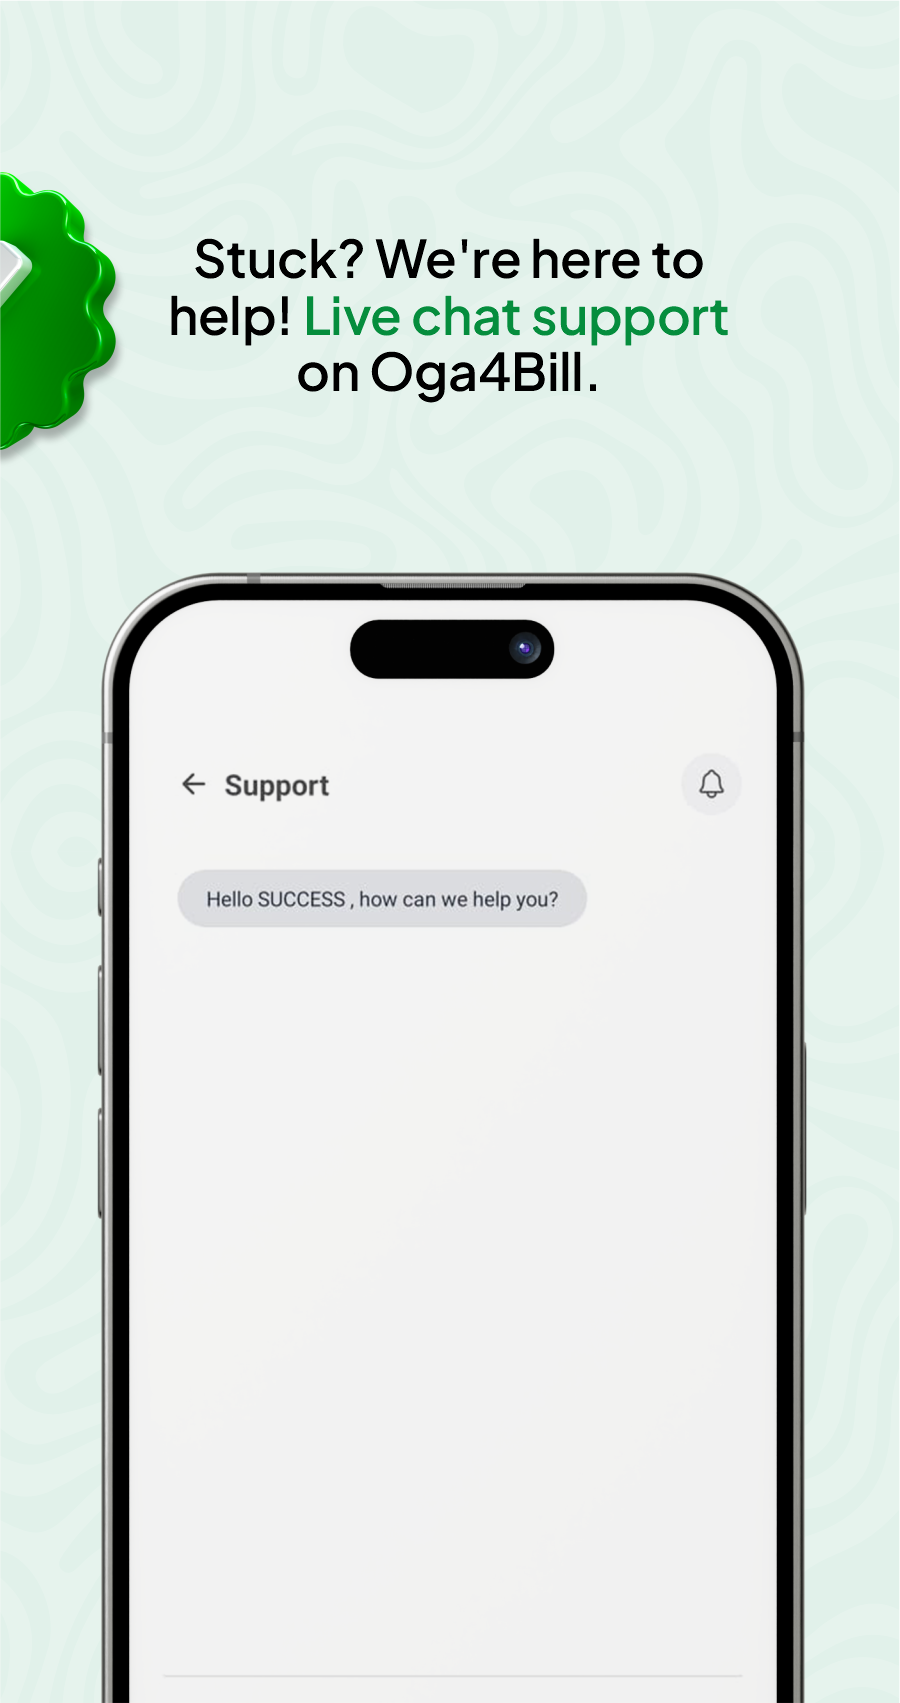 Stuck? We're here to
help! Live chat support
on Oga4Bill.
Support
Hello SUCCESS , how can we help you?